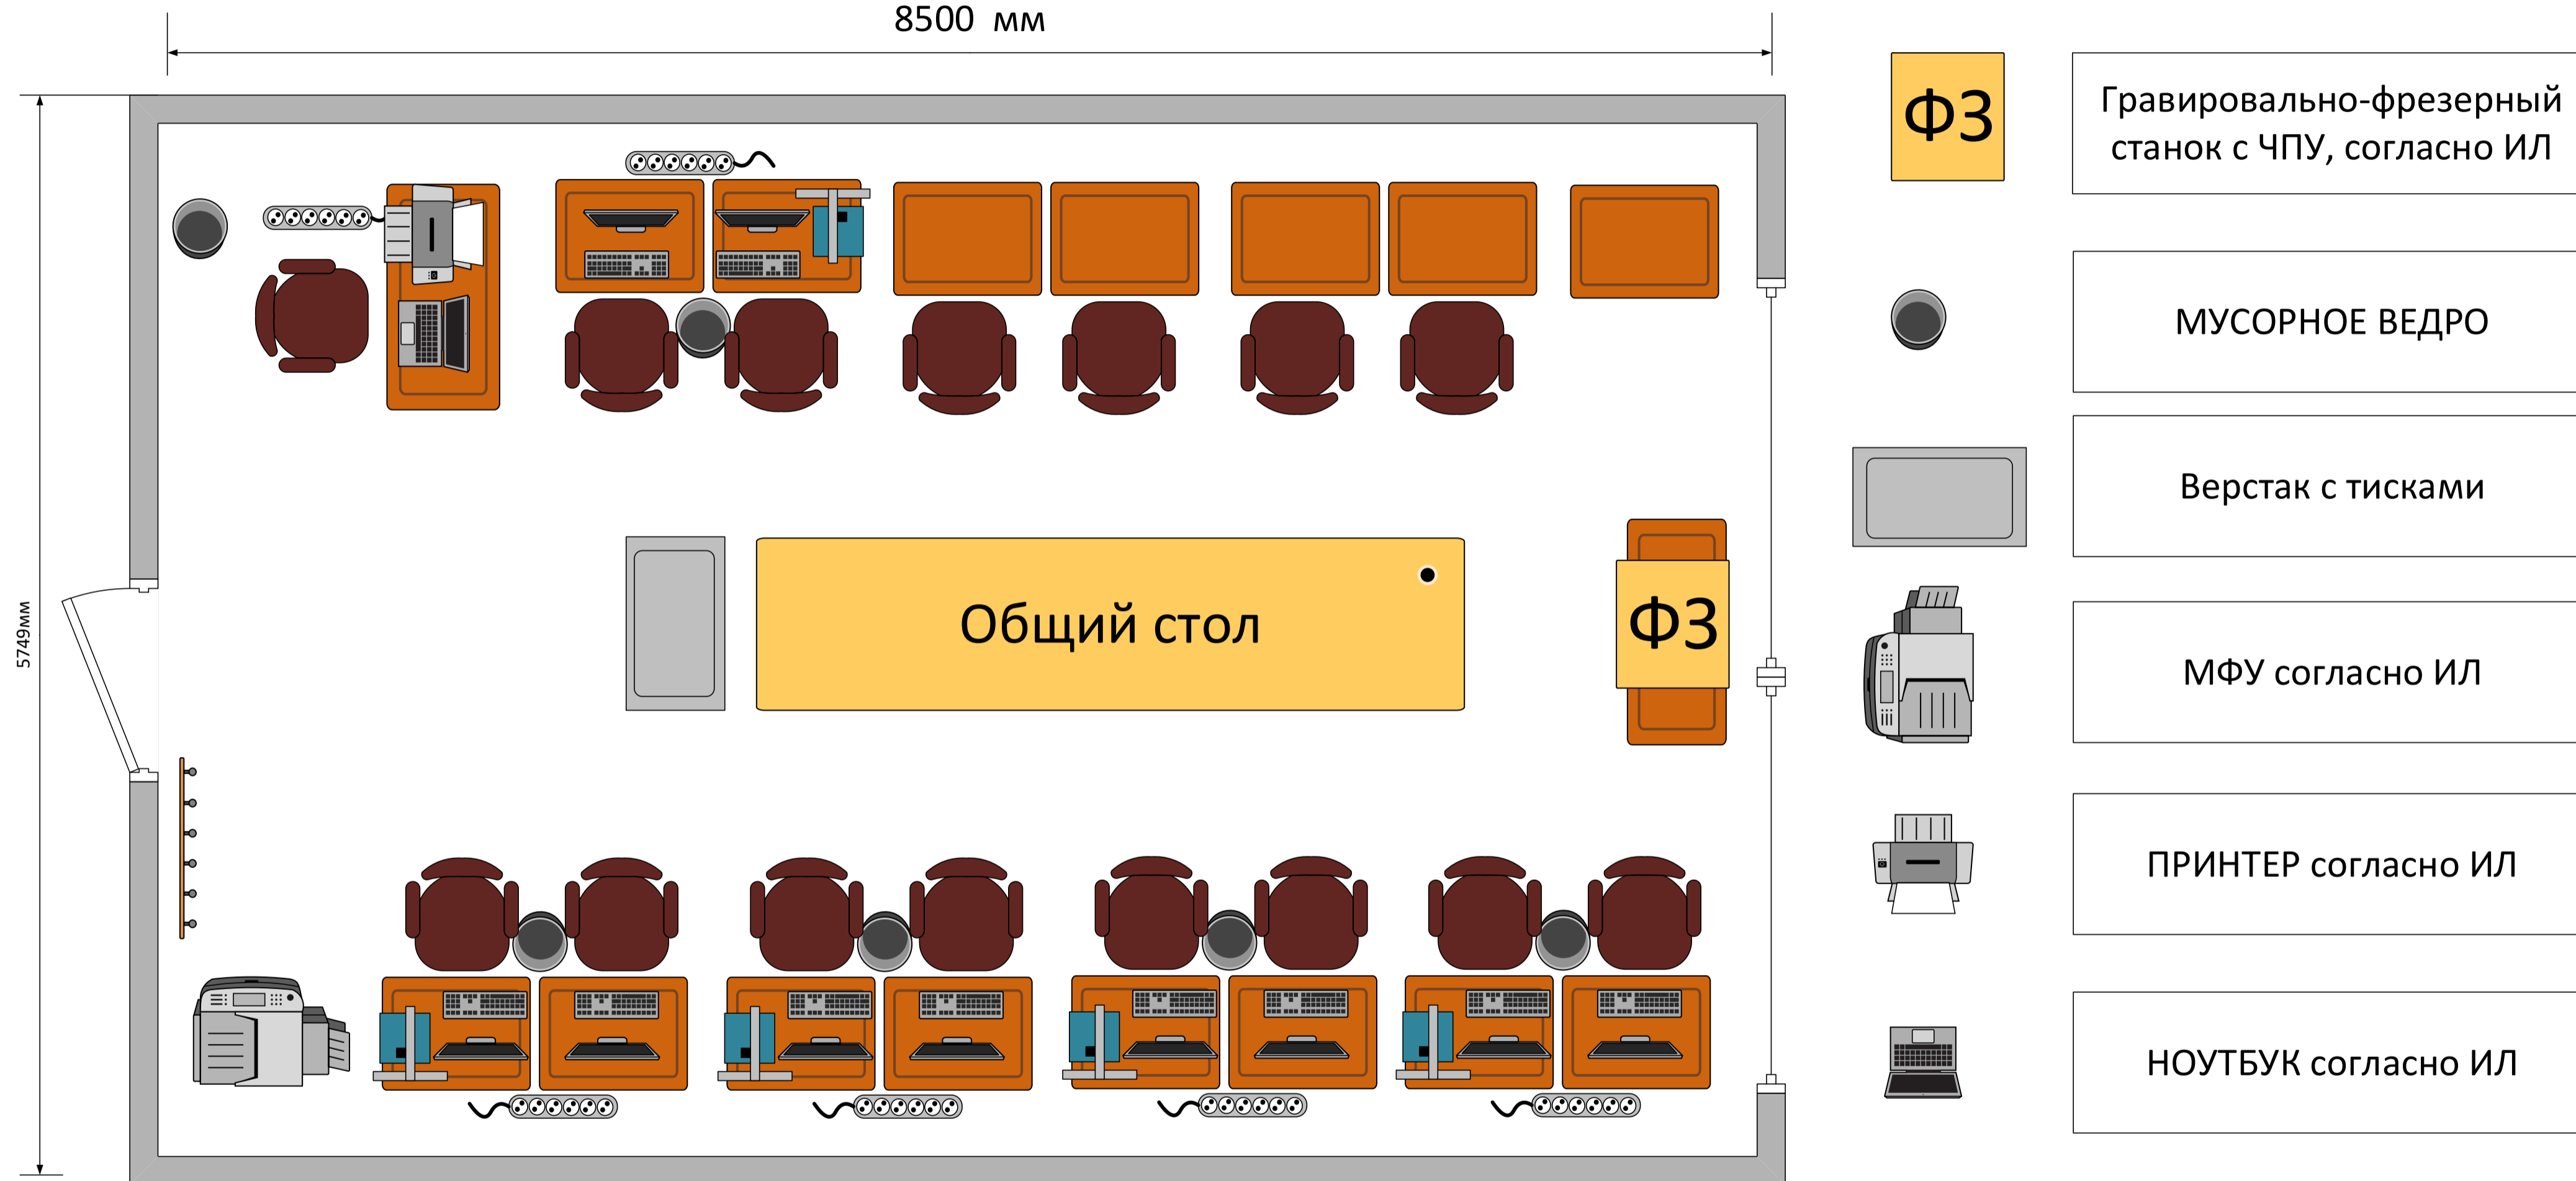 8500 мм
5749мм
Общий стол
ФЗ
ФЗ
Гравировально-фрезерный
станок с ЧПУ, согласно ИЛ
МУСОРНОЕ ВЕДРО
Верстак с тисками
МФУ согласно ИЛ
ПРИНТЕР согласно ИЛ
НОУТБУК согласно ИЛ